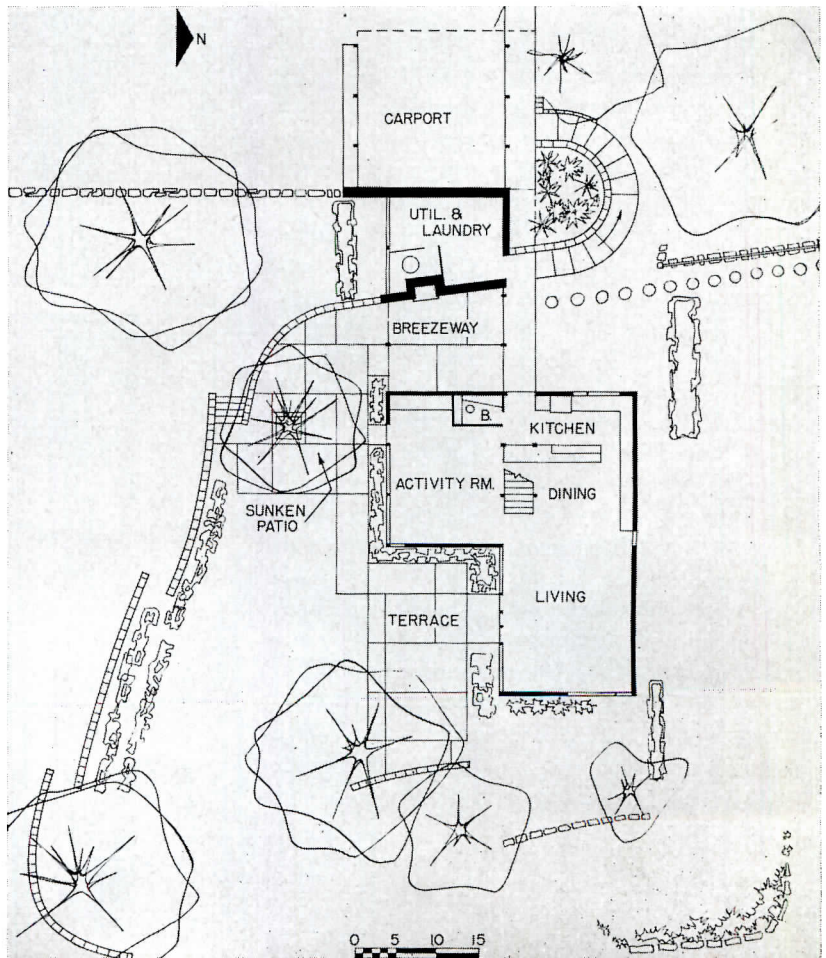 N
CARPORT
UTIL. &
LAUNDRY
BREEZEWAY
B.
KITCHEN
ACTIVITY RM.
DINING
SUNKEN
PATIO
LIVING
TERRACE
0 5 10 15